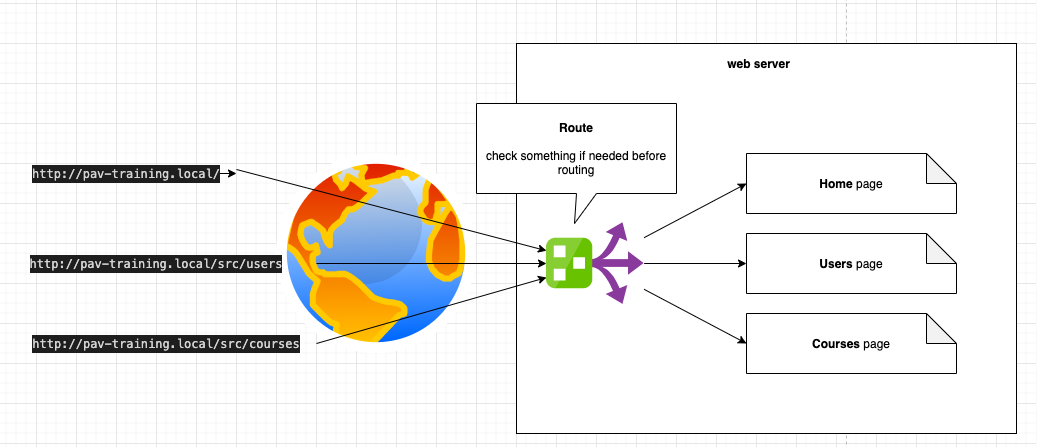 web server
Route
check something if needed before
routing
http://pav-training.local/
Home page
http://pav-training.local/src/users
Users page
http://pav-training.local/src/courses
Courses page